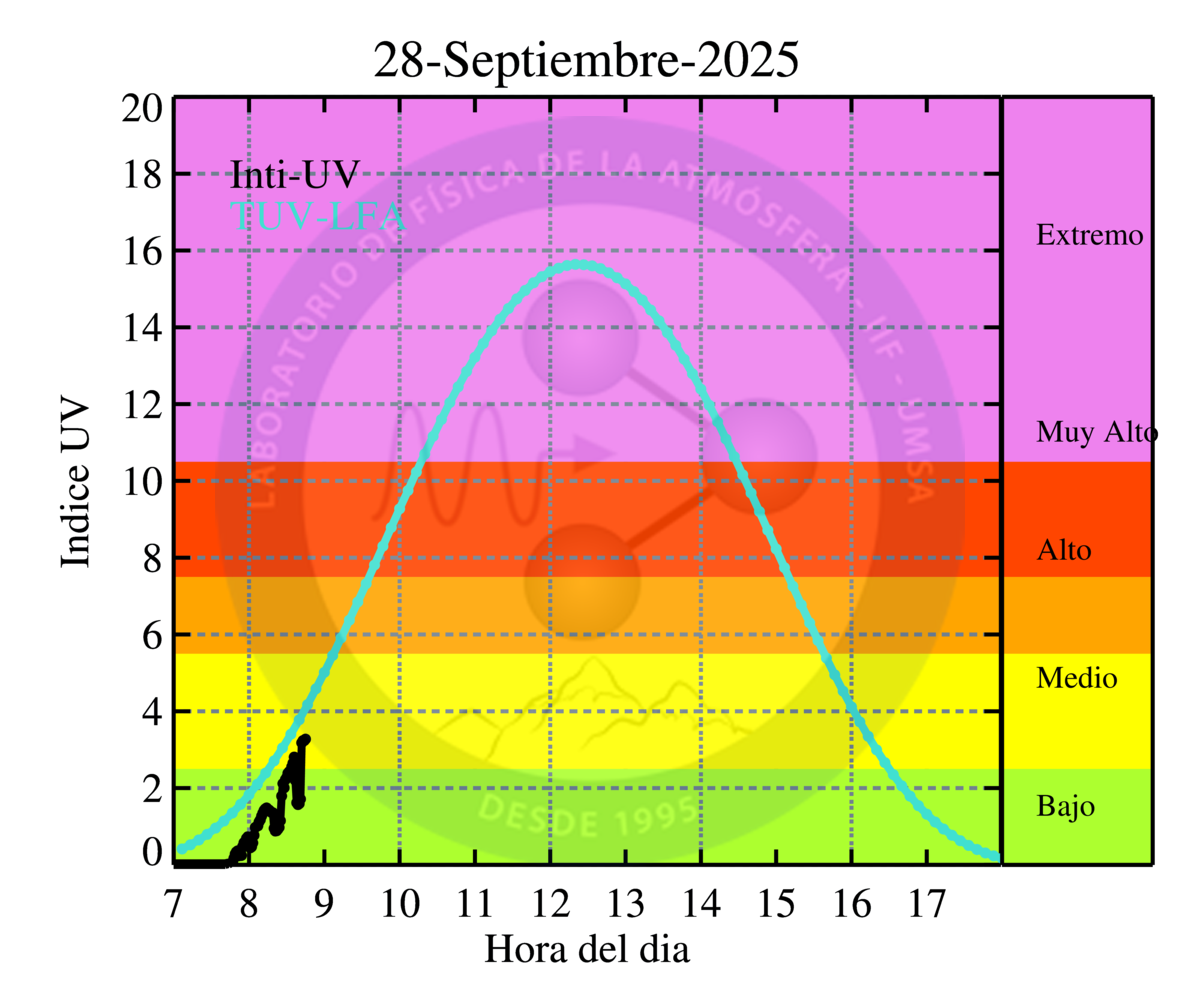 28-Septiembre-2025
20
18
16
14
12
10
8
6
4
2
0
Indice UV
Inti-UV
TUV-LFA
LABORATORIO DE FÍSICA DE LA ATMÓSFERA - IIF - UMSA
DESDE 1995
Extremo
Muy Alto
Alto
Medio
Bajo
7 8 9 10 11 12 13 14 15 16 17
Hora del dia